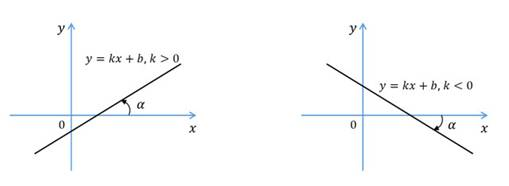 y
y = kx + b, k > 0
α
0
x
y
y = kx + b, k < 0
0
α
x